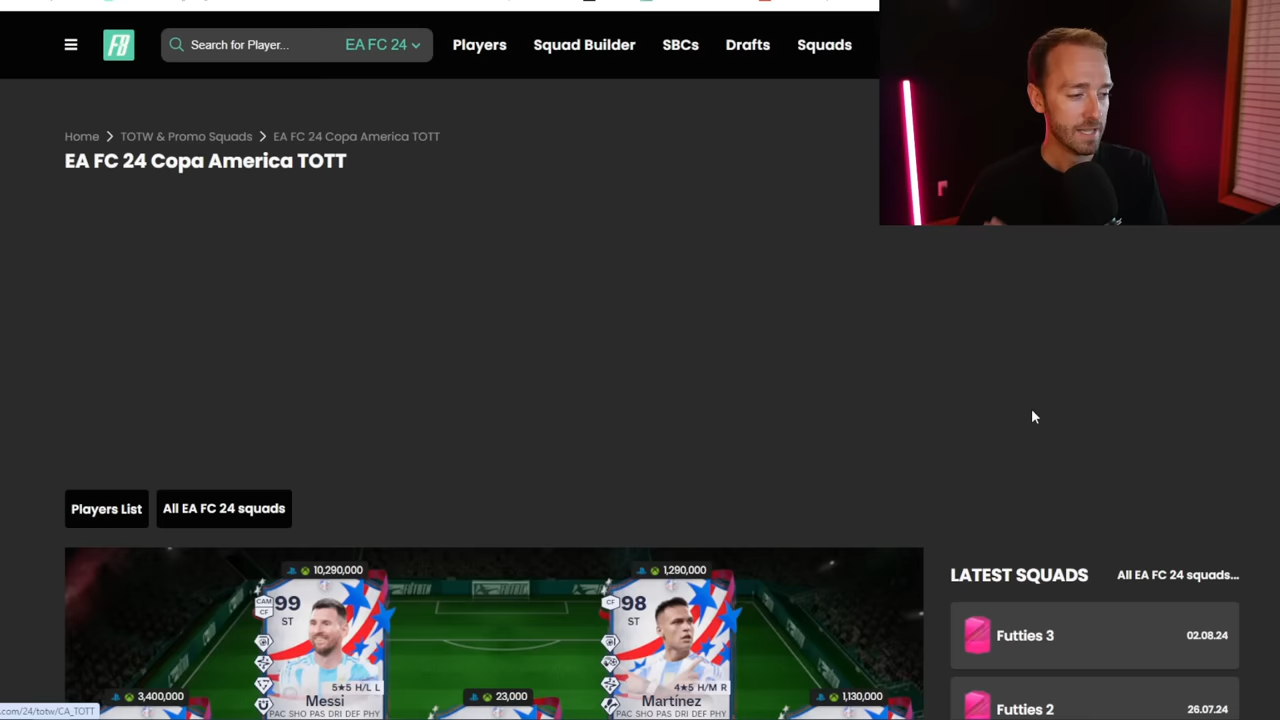 FB
Search for Player...
EA FC 24
Players
Squad Builder
SBCs
Drafts
Squads
Home
TOTW & Promo Squads
EA FC 24 Copa America TOTT
EA FC 24 Copa America TOTT
Players List
All EA FC 24 squads
10,290,000
1,290,000
99
ST
CAM
CF
5★5 H/L L
Messi
PAC SHO PAS DRI DEF PHY
98
ST
CF
4★5 H/M R
Martínez
PAC SHO PAS DRI DEF PHY
3,400,000
23,000
1,130,000
LATEST SQUADS
All EA FC 24 squads...
Futties 3
02.08.24
Futties 2
26.07.24
.com/24/totw/CA_TOTT